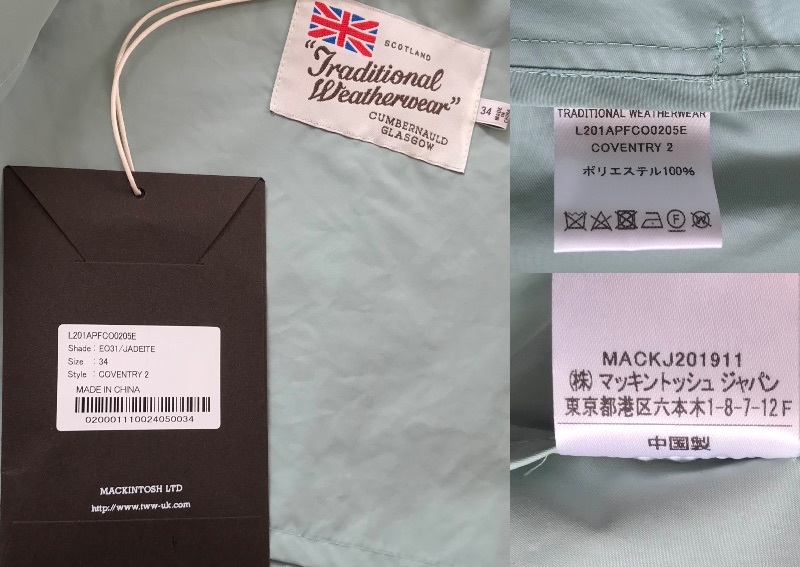 SCOTLAND
"Traditional
Weatherwear"
CUMBERNAULD
GLASGOW
34
L201APFCO0205E
Shade : EO31/JADEITE
Size : 34
Style : COVENTRY 2
MADE IN CHINA
020001110024050034
MACKINTOSH LTD
http://www.tww-uk.com
TRADITIONAL WEATHERWEAR
L201APFCO0205E
COVENTRY 2
ポリエステル100%
F
W
MACKJ201911
(株) マッキントッシュ ジャパン
東京都港区六本木1-8-7-12F
中国製